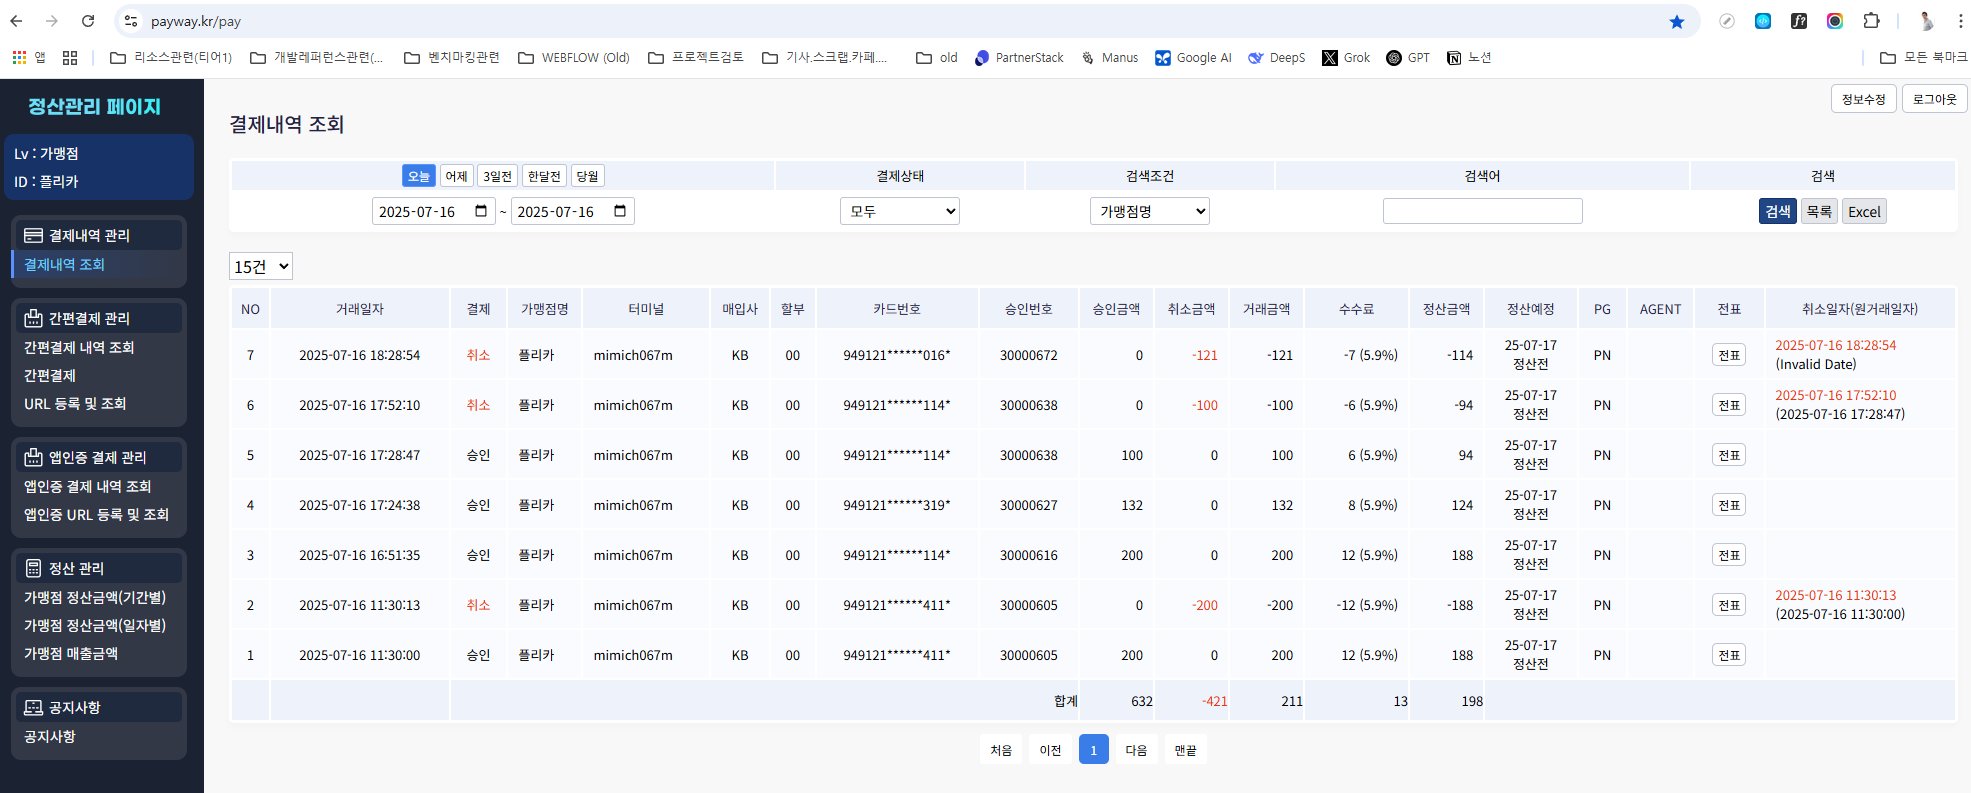 payway.kr/pay
앱
리소스관련(티어1)
개발레퍼런스관련(...
벤치마킹관련
WEBFLOW (Old)
프로젝트검토
기사.스크랩.카페....
old
PartnerStack
Manus
Google AI
DeepS
Grok
GPT
노션
모든 북마크
정산관리 페이지
Lv : 가맹점
ID : 플리카
결제내역 관리
결제내역 조회
간편결제 관리
간편결제 내역 조회
간편결제
URL 등록 및 조회
앱인증 결제 관리
앱인증 결제 내역 조회
앱인증 URL 등록 및 조회
정산 관리
가맹점 정산금액(기간별)
가맹점 정산금액(일자별)
가맹점 매출금액
공지사항
공지사항
정보수정 로그아웃
결제내역 조회
오늘 어제 3일전 한달전 당월 결제상태 검색조건 검색어 검색
2025-07-16 ~ 2025-07-16 모두 가맹점명 검색 목록 Excel
15건
NO 거래일자 결제 가맹점명 터미널 매입사 할부 카드번호 승인번호 승인금액 취소금액 거래금액 수수료 정산금액 정산예정 PG AGENT 전표 취소일자(원거래일자)
7 2025-07-16 18:28:54 취소 플리카 mimich067m KB 00 949121******016* 30000672 0 -121 -121 -7 (5.9%) -114 25-07-17 정산전 PN 전표 2025-07-16 18:28:54 (Invalid Date)
6 2025-07-16 17:52:10 취소 플리카 mimich067m KB 00 949121******114* 30000638 0 -100 -100 -6 (5.9%) -94 25-07-17 정산전 PN 전표 2025-07-16 17:52:10 (2025-07-16 17:28:47)
5 2025-07-16 17:28:47 승인 플리카 mimich067m KB 00 949121******114* 30000638 100 0 100 6 (5.9%) 94 25-07-17 정산전 PN 전표
4 2025-07-16 17:24:38 승인 플리카 mimich067m KB 00 949121******319* 30000627 132 0 132 8 (5.9%) 124 25-07-17 정산전 PN 전표
3 2025-07-16 16:51:35 승인 플리카 mimich067m KB 00 949121******114* 30000616 200 0 200 12 (5.9%) 188 25-07-17 정산전 PN 전표
2 2025-07-16 11:30:13 취소 플리카 mimich067m KB 00 949121******411* 30000605 0 -200 -200 -12 (5.9%) -188 25-07-17 정산전 PN 전표 2025-07-16 11:30:13 (2025-07-16 11:30:00)
1 2025-07-16 11:30:00 승인 플리카 mimich067m KB 00 949121******411* 30000605 200 0 200 12 (5.9%) 188 25-07-17 정산전 PN 전표
합계 632 -421 211 13 198
처음 이전 1 다음 맨끝